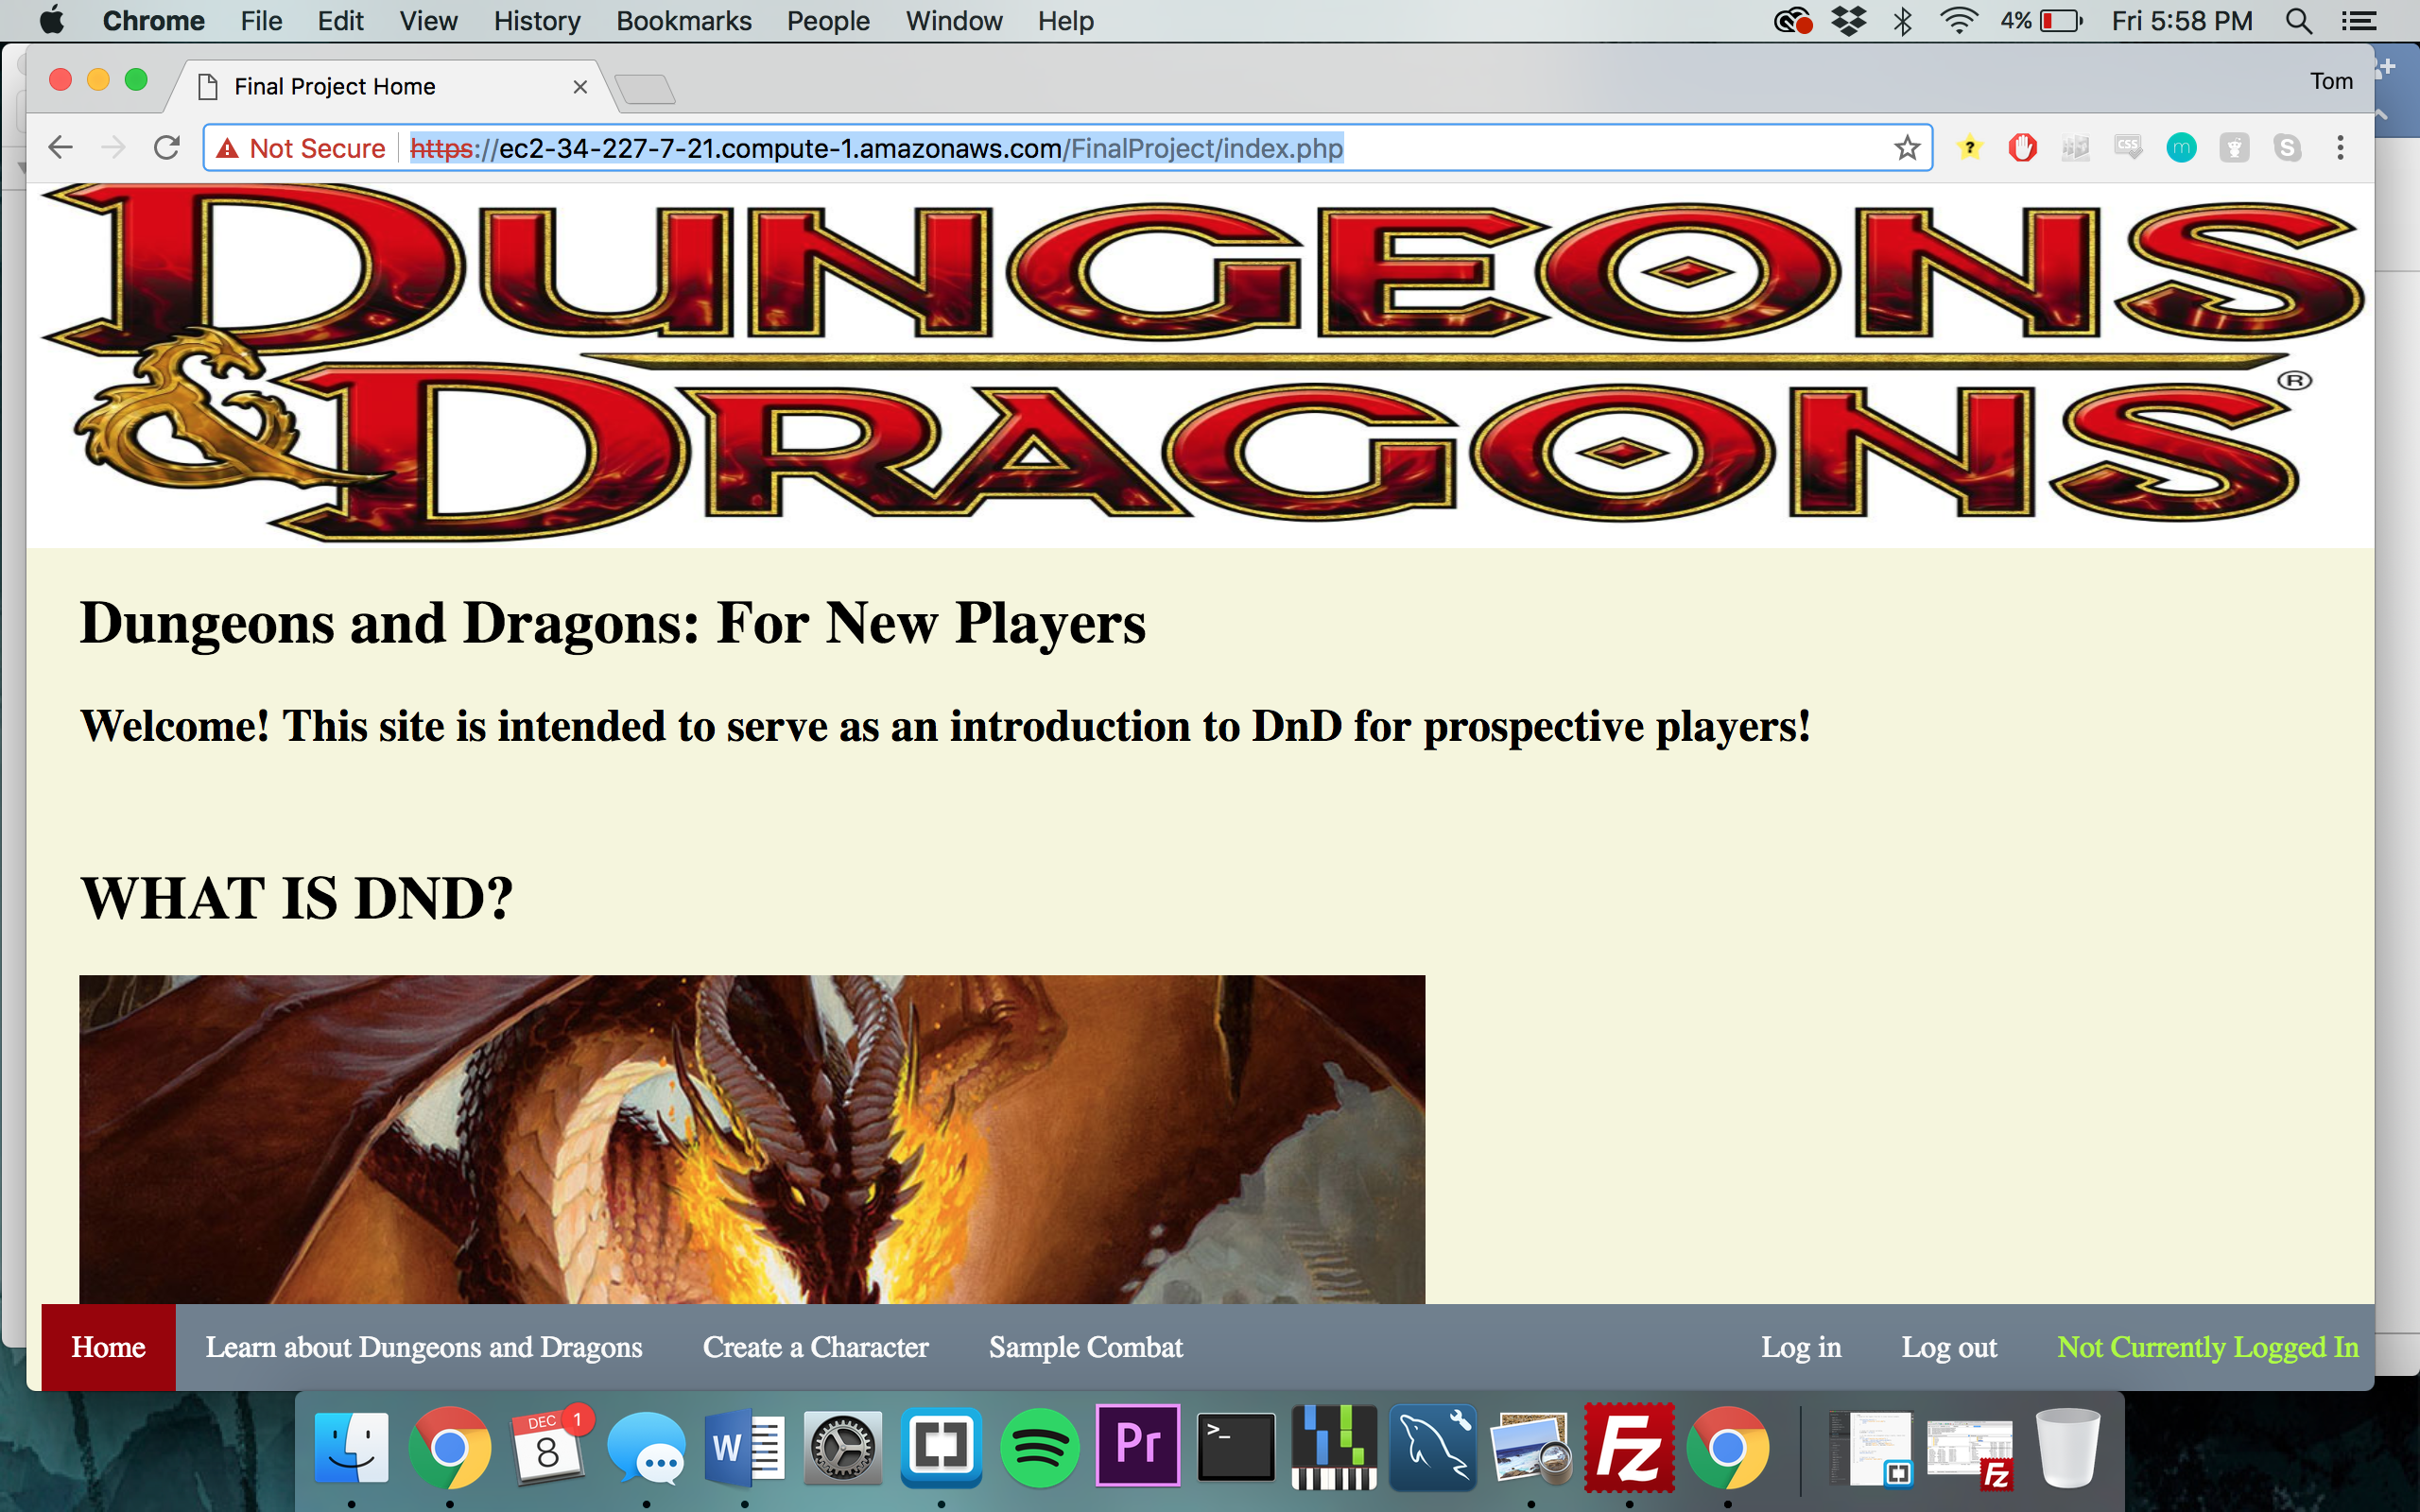 Chrome File Edit View History Bookmarks People Window Help 4% Fri 5:58 PM
Final Project Home Tom
Not Secure https://ec2-34-227-7-21.compute-1.amazonaws.com/FinalProject/index.php ? CSS m S
DUNGEONS
& DRAGONS ®
Dungeons and Dragons: For New Players
Welcome! This site is intended to serve as an introduction to DnD for prospective players!
WHAT IS DND?
Home Learn about Dungeons and Dragons Create a Character Sample Combat Log in Log out Not Currently Logged In
DEC 1
8 W Pr >_ Fz Fz